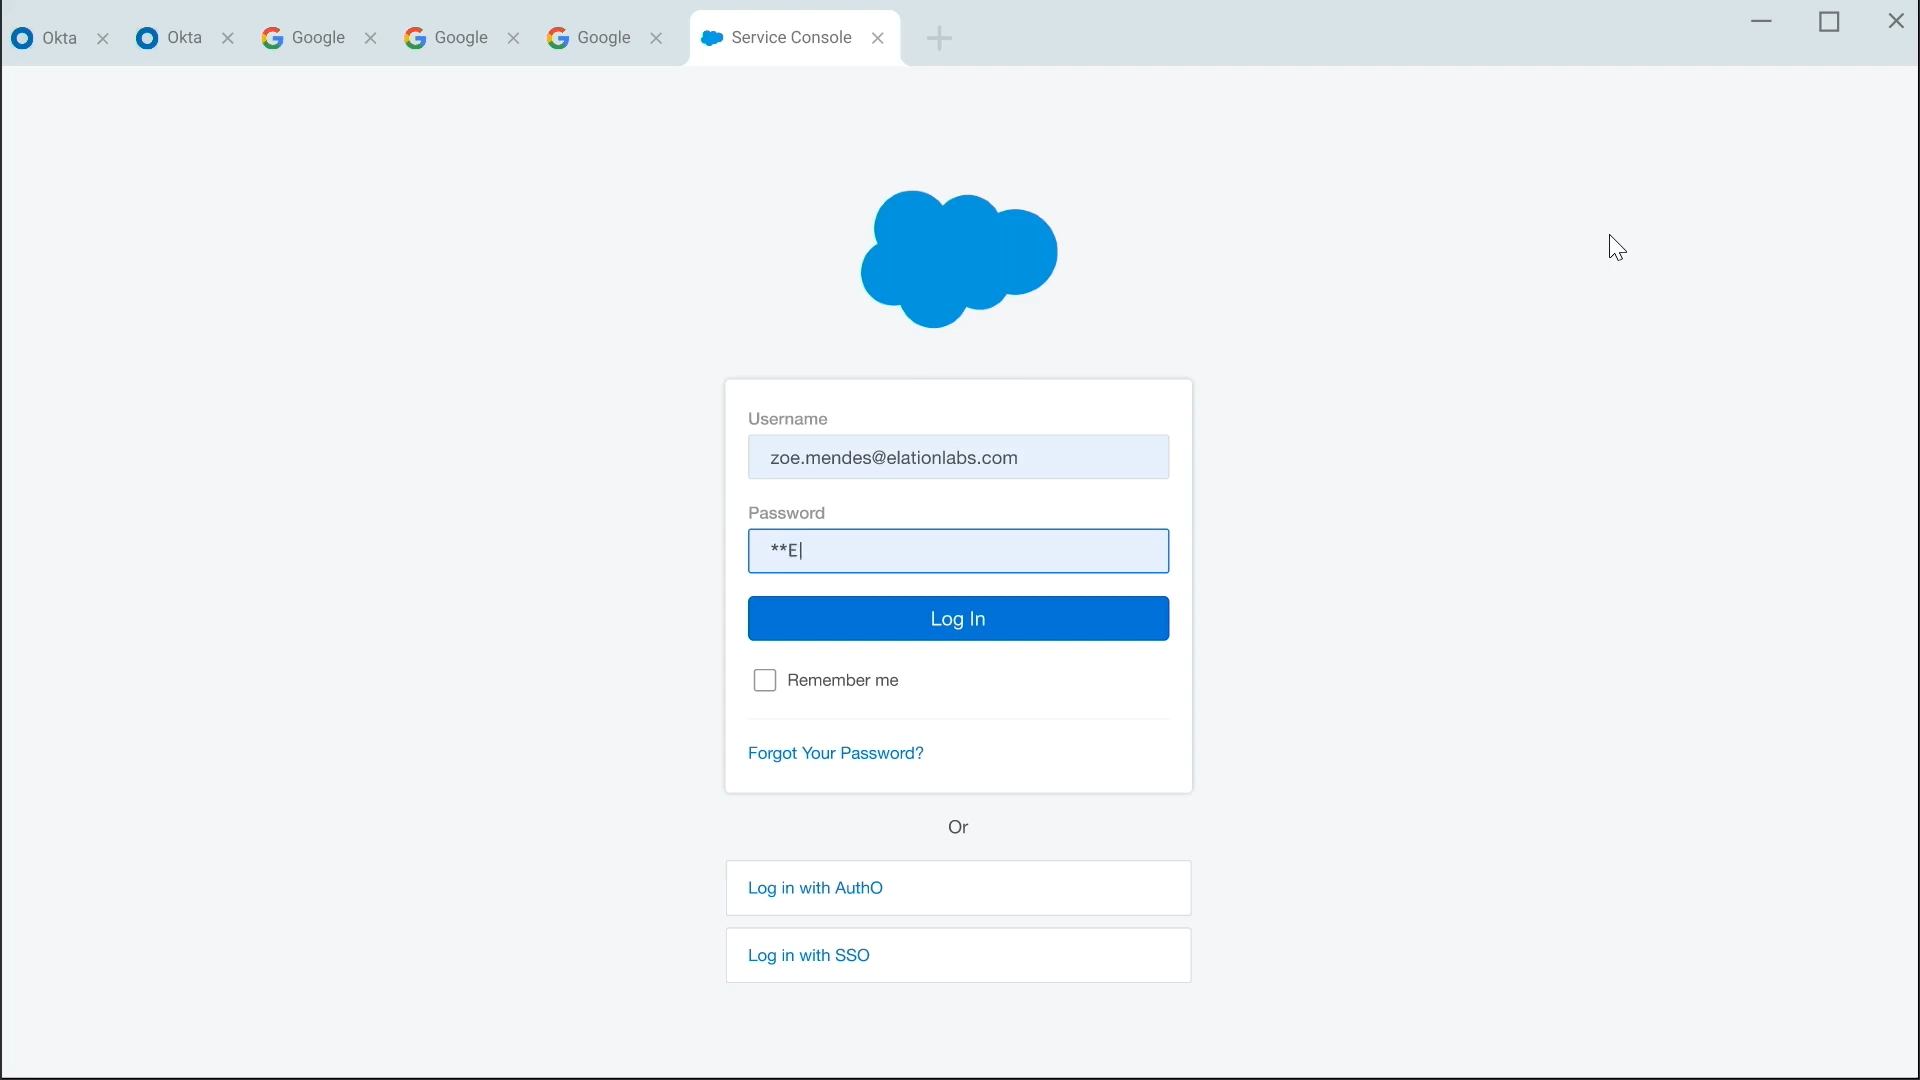 Okta Okta Google Google Google Service Console
Username
zoe.mendes@elationlabs.com
Password
**E
Log In
Remember me
Forgot Your Password?
Or
Log in with AuthO
Log in with SSO